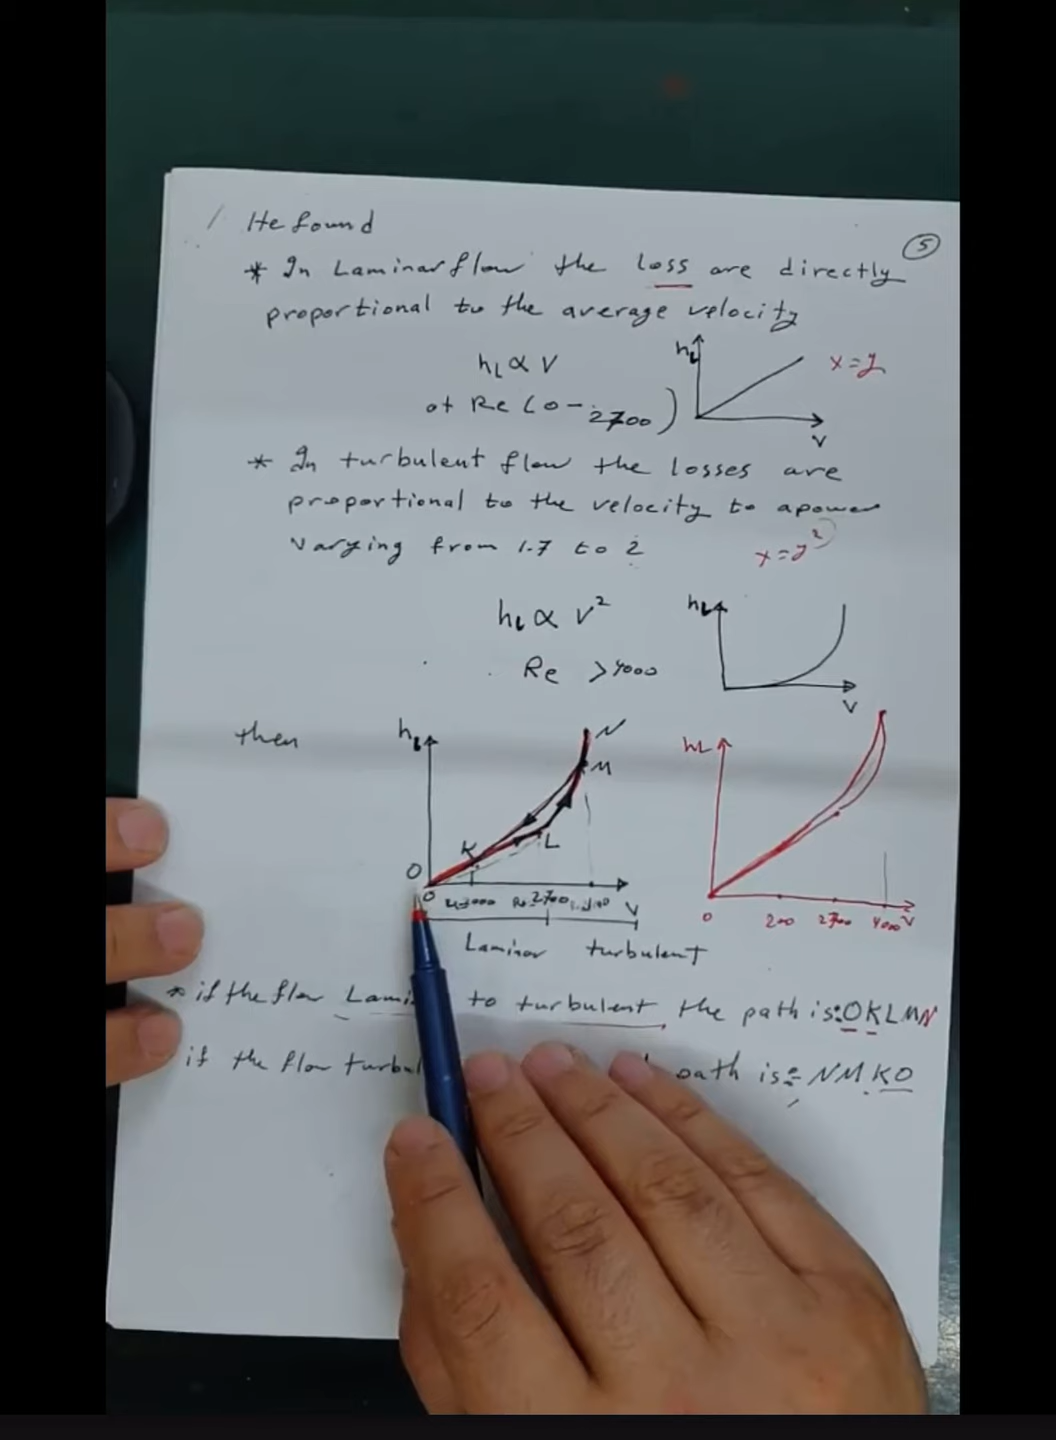 5
He found
* In Laminar flow the loss are directly
proportional to the average velocity
hL ∝ V
at Re (0 - 2700)
hL
V
x = y
* In turbulent flow the losses are
proportional to the velocity to a power
varying from 1.7 to 2
x = y²
hL ∝ V²
Re > 4000
hL
V
then
hL
N
M
K
L
O
0
Re 2700
V
Laminar turbulent
hL
0
200
2700
4000
V
* if the flow to turbulent, the path is: OKLMN
if the flow path is:- NMKO